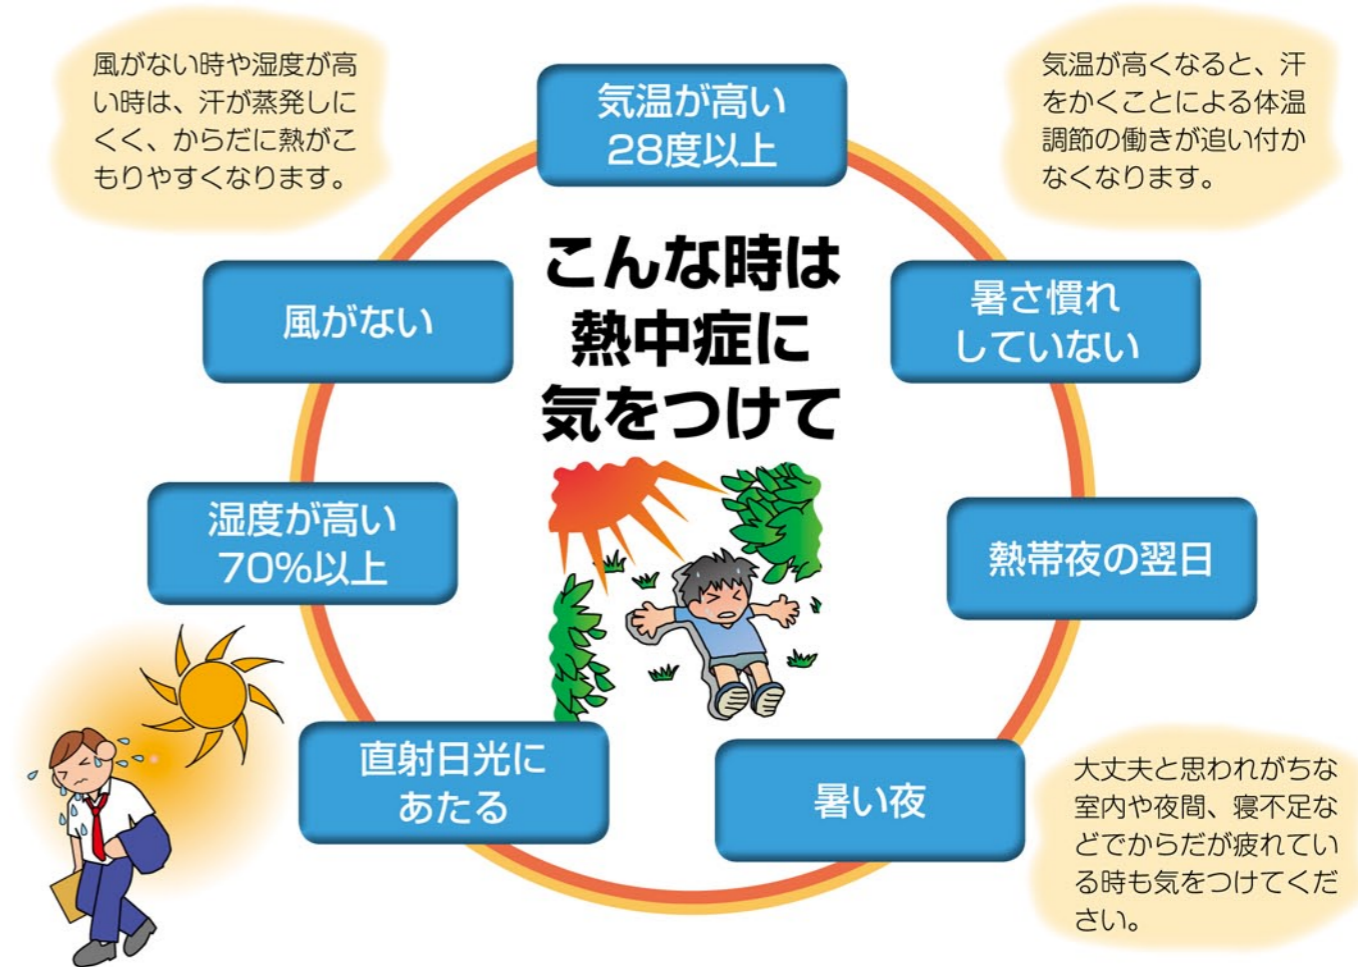 風がない時や湿度が高
い時は、汗が蒸発しに
くく、からだに熱がこ
もりやすくなります。
気温が高い
28度以上
気温が高くなると、汗
をかくことによる体温
調節の働きが追い付か
なくなります。
こんな時は
熱中症に
気をつけて
風がない
暑さ慣れ
していない
湿度が高い
70%以上
熱帯夜の翌日
直射日光に
あたる
暑い夜
大丈夫と思われがちな
室内や夜間、寝不足な
どでからだが疲れてい
る時も気をつけてくだ
さい。